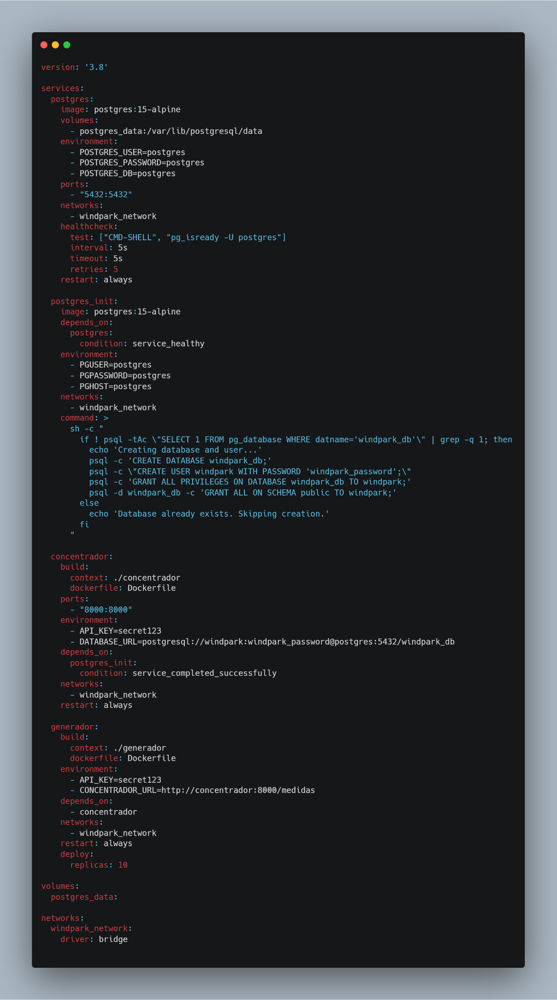 version: '3.8'

services:
  postgres:
    image: postgres:15-alpine
    volumes:
      - postgres_data:/var/lib/postgresql/data
    environment:
      - POSTGRES_USER=postgres
      - POSTGRES_PASSWORD=postgres
      - POSTGRES_DB=postgres
    ports:
      - "5432:5432"
    networks:
      - windpark_network
    healthcheck:
      test: ["CMD-SHELL", "pg_isready -U postgres"]
      interval: 5s
      timeout: 5s
      retries: 5
    restart: always

  postgres_init:
    image: postgres:15-alpine
    depends_on:
      postgres:
        condition: service_healthy
    environment:
      - PGUSER=postgres
      - PGPASSWORD=postgres
      - PGHOST=postgres
    networks:
      - windpark_network
    command: >
      sh -c "
        if ! psql -tAc \"SELECT 1 FROM pg_database WHERE datname='windpark_db'\" | grep -q 1; then
          echo 'Creating database and user...'
          psql -c 'CREATE DATABASE windpark_db;'
          psql -c \"CREATE USER windpark WITH PASSWORD 'windpark_password';\"
          psql -c 'GRANT ALL PRIVILEGES ON DATABASE windpark_db TO windpark;'
          psql -d windpark_db -c 'GRANT ALL ON SCHEMA public TO windpark;'
        else
          echo 'Database already exists. Skipping creation.'
        fi
      "

  concentrador:
    build:
      context: ./concentrador
      dockerfile: Dockerfile
    ports:
      - "8000:8000"
    environment:
      - API_KEY=secret123
      - DATABASE_URL=postgresql://windpark:windpark_password@postgres:5432/windpark_db
    depends_on:
      postgres_init:
        condition: service_completed_successfully
    networks:
      - windpark_network
    restart: always

  generador:
    build:
      context: ./generador
      dockerfile: Dockerfile
    environment:
      - API_KEY=secret123
      - CONCENTRADOR_URL=http://concentrador:8000/medidas
    depends_on:
      - concentrador
    networks:
      - windpark_network
    restart: always
    deploy:
      replicas: 10

volumes:
  postgres_data:

networks:
  windpark_network:
    driver: bridge